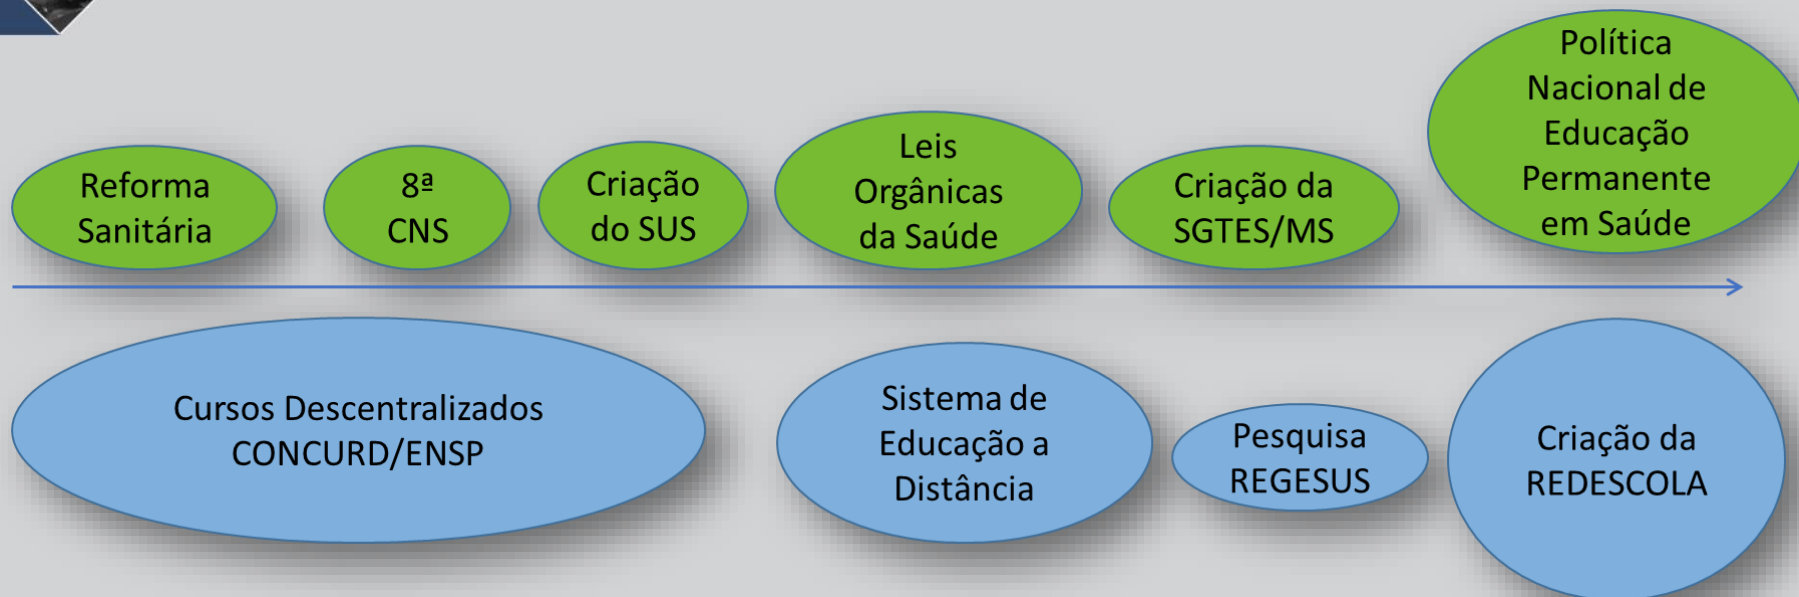 Reforma
Sanitária
8ª
CNS
Criação
do SUS
Leis
Orgânicas
da Saúde
Criação da
SGTES/MS
Política
Nacional de
Educação
Permanente
em Saúde
Cursos Descentralizados
CONCURD/ENSP
Sistema de
Educação a
Distância
Pesquisa
REGESUS
Criação da
REDESCOLA